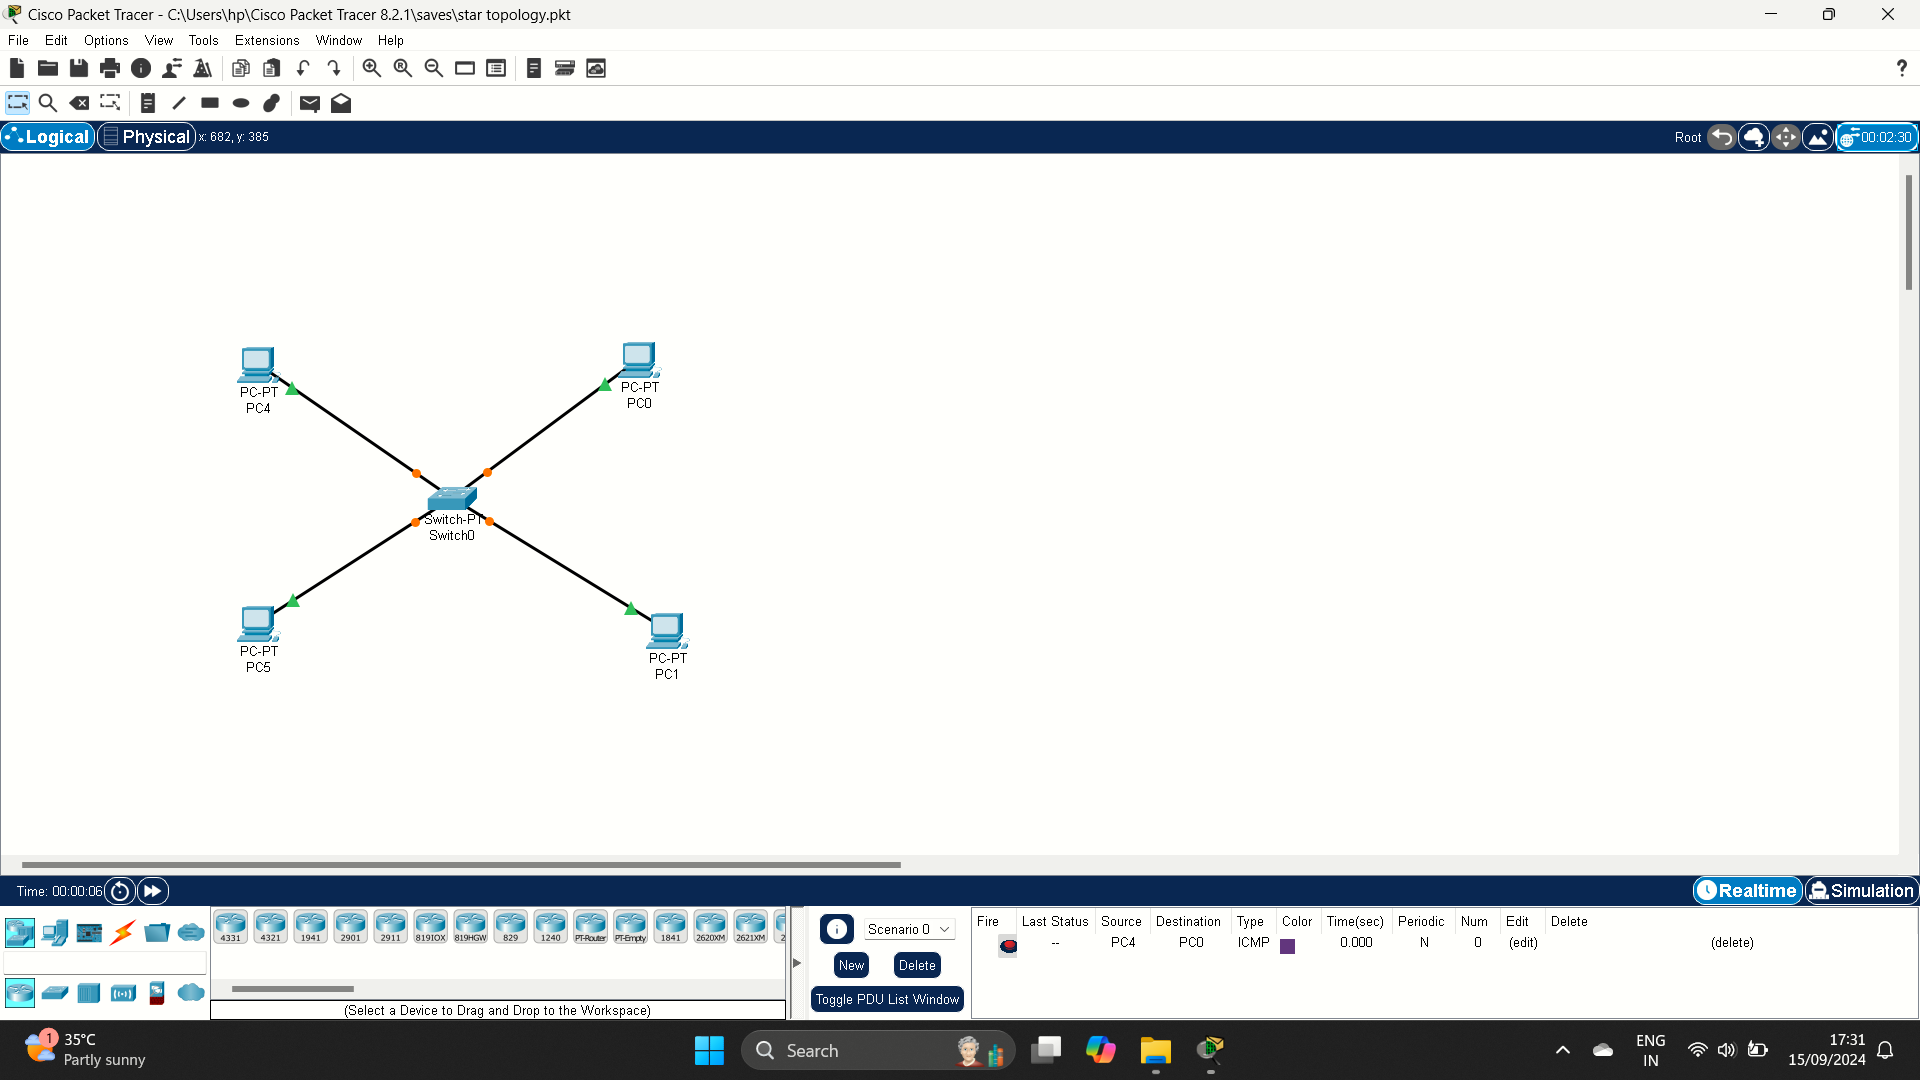 Cisco Packet Tracer - C:\Users\hp\Cisco Packet Tracer 8.2.1\saves\star topology.pkt
File Edit Options View Tools Extensions Window Help
?
Logical Physical x: 682, y: 385 Root 00:02:30
PC-PT
PC4
PC-PT
PC0
Switch-PT
Switch0
PC-PT
PC5
PC-PT
PC1
Time: 00:00:06 Realtime Simulation
4331 4321 1941 2901 2911 819IOX 819HGW 829 1240 PT-Router PT-Empty 1841 2620XM 2621XM 2
(Select a Device to Drag and Drop to the Workspace)
Scenario 0
New Delete
Toggle PDU List Window
Fire Last Status Source Destination Type Color Time(sec) Periodic Num Edit Delete
-- PC4 PC0 ICMP 0.000 N 0 (edit) (delete)
1
35°C
Partly sunny
Search
ENG
IN
17:31
15/09/2024